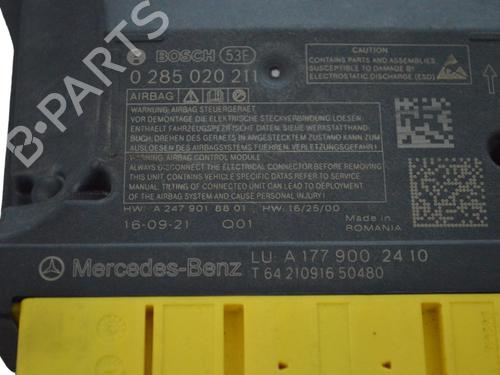 BOSCH 53F
0 285 020 211
AIRBAG
WARNUNG: AIRBAG STEUERGERAET
VOR DEMONTAGE DIE ELEKTRISCHE STECKVERBINDUNG LOESEN
ENTHAELT FAHRZEUGSPEZIFISCHE DATEN. SIEHE WERKSTATTHAND-
BUCH. DREHEN DES GERAETS IN ANGESTECKTEM ZUSTAND KANN ZUM
AUSLOESEN DES AIRBAGSYSTEMS FUEHREN. VERLETZUNGSGEFAHR!
WARNING: AIRBAG CONTROL MODULE
ALWAYS DISCONNECT THE ELECTRICAL CONNECTOR BEFORE REMOVING
THIS UNIT. CONTAINS VEHICLE SPECIFIC DATA REFER TO SERVICE
MANUAL. TILTING OF CONNECTED UNIT CAN LEAD TO DEPLOYMENT
OF THE AIRBAG SYSTEM AND CAUSE PERSONAL INJURY!
HW: A 247 901 88 01 HW: 16/25/00
16-09-21 Q01
CAUTION
CONTAINS PARTS AND ASSEMBLIES
SUSCEPTIBLE TO DAMAGE BY
ELECTROSTATIC DISCHARGE (ESD)
Made in
ROMANIA
Mercedes-Benz
LU: A 177 900 24 10
T 64 210916 50480